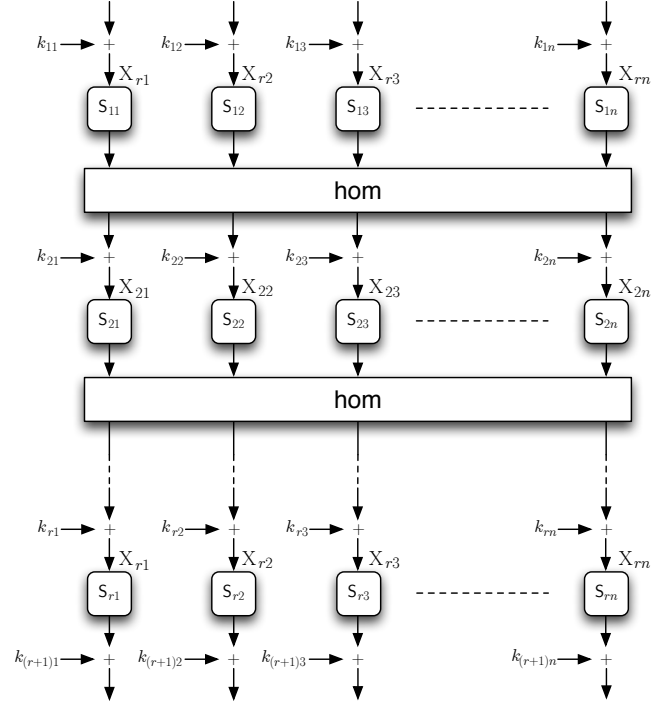 k₁₁ + k₁₂ + k₁₃ + k₁ₙ +
Xᵣ₁ Xᵣ₂ Xᵣ₃ Xᵣₙ
S₁₁ S₁₂ S₁₃ S₁ₙ
hom
k₂₁ + k₂₂ + k₂₃ + k₂ₙ +
X₂₁ X₂₂ X₂₃ X₂ₙ
S₂₁ S₂₂ S₂₃ S₂ₙ
hom
kᵣ₁ + kᵣ₂ + kᵣ₃ + kᵣₙ +
Xᵣ₁ Xᵣ₂ Xᵣ₃ Xᵣₙ
Sᵣ₁ Sᵣ₂ Sᵣ₃ Sᵣₙ
k₍ᵣ₊₁₎₁ + k₍ᵣ₊₁₎₂ + k₍ᵣ₊₁₎₃ + k₍ᵣ₊₁₎ₙ +